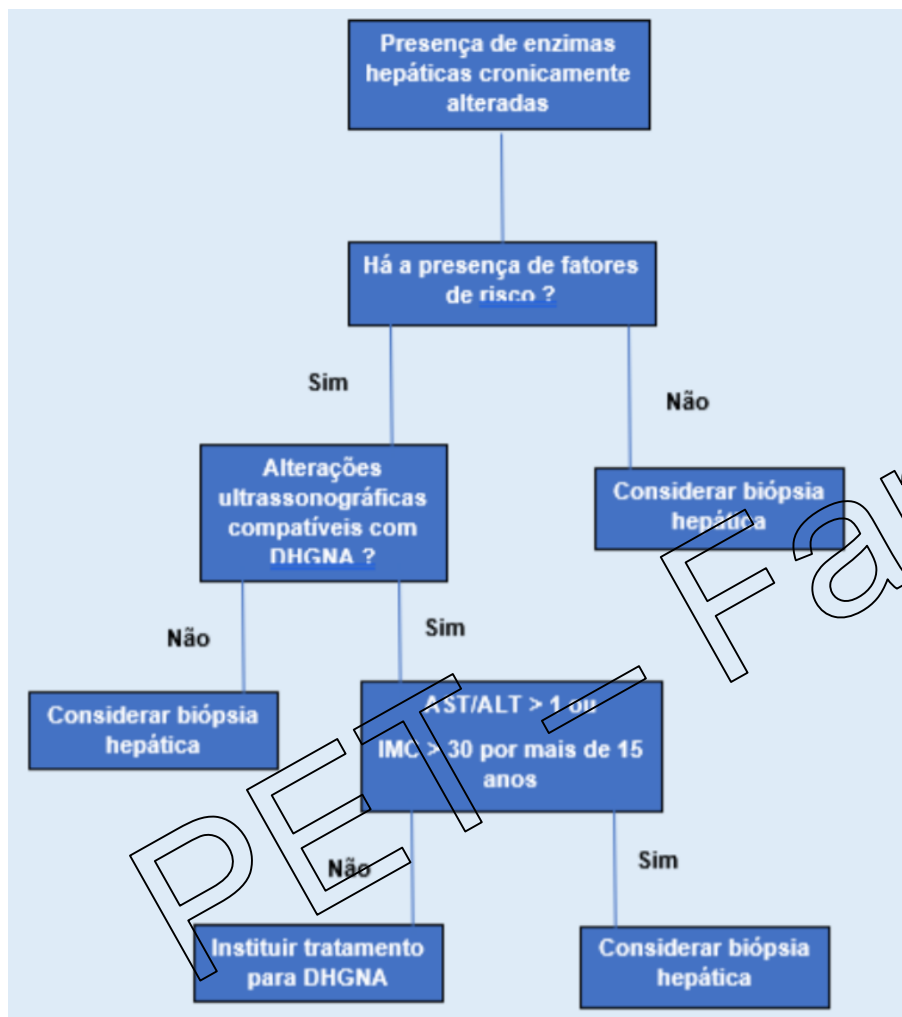 Presença de enzimas
hepáticas cronicamente
alteradas
Há a presença de fatores
de risco ?
Sim
Não
Alterações
ultrassonográficas
compatíveis com
DHGNA ?
Considerar biópsia
hepática
Não
Sim
Considerar biópsia
hepática
AST/ALT > 1 ou
IMC > 30 por mais de 15
anos
Não
Sim
Instituir tratamento
para DHGNA
Considerar biópsia
hepática
PET – Far